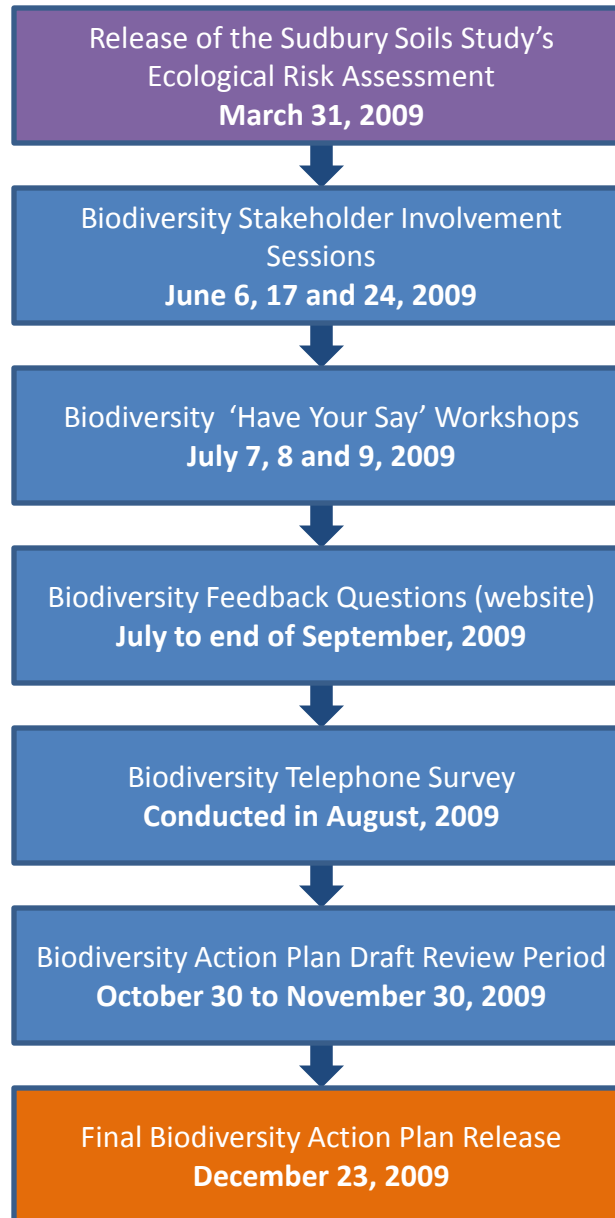 Release of the Sudbury Soils Study's
Ecological Risk Assessment
March 31, 2009
Biodiversity Stakeholder Involvement
Sessions
June 6, 17 and 24, 2009
Biodiversity 'Have Your Say' Workshops
July 7, 8 and 9, 2009
Biodiversity Feedback Questions (website)
July to end of September, 2009
Biodiversity Telephone Survey
Conducted in August, 2009
Biodiversity Action Plan Draft Review Period
October 30 to November 30, 2009
Final Biodiversity Action Plan Release
December 23, 2009